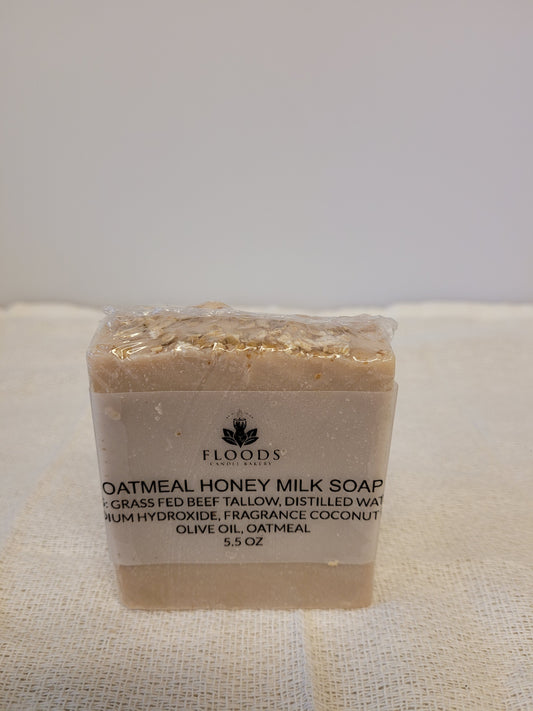 FLOODS
CANDLE BAKERY
OATMEAL HONEY MILK SOAP
: GRASS FED BEEF TALLOW, DISTILLED WAT
DIUM HYDROXIDE, FRAGRANCE COCONUT
OLIVE OIL, OATMEAL
5.5 OZ